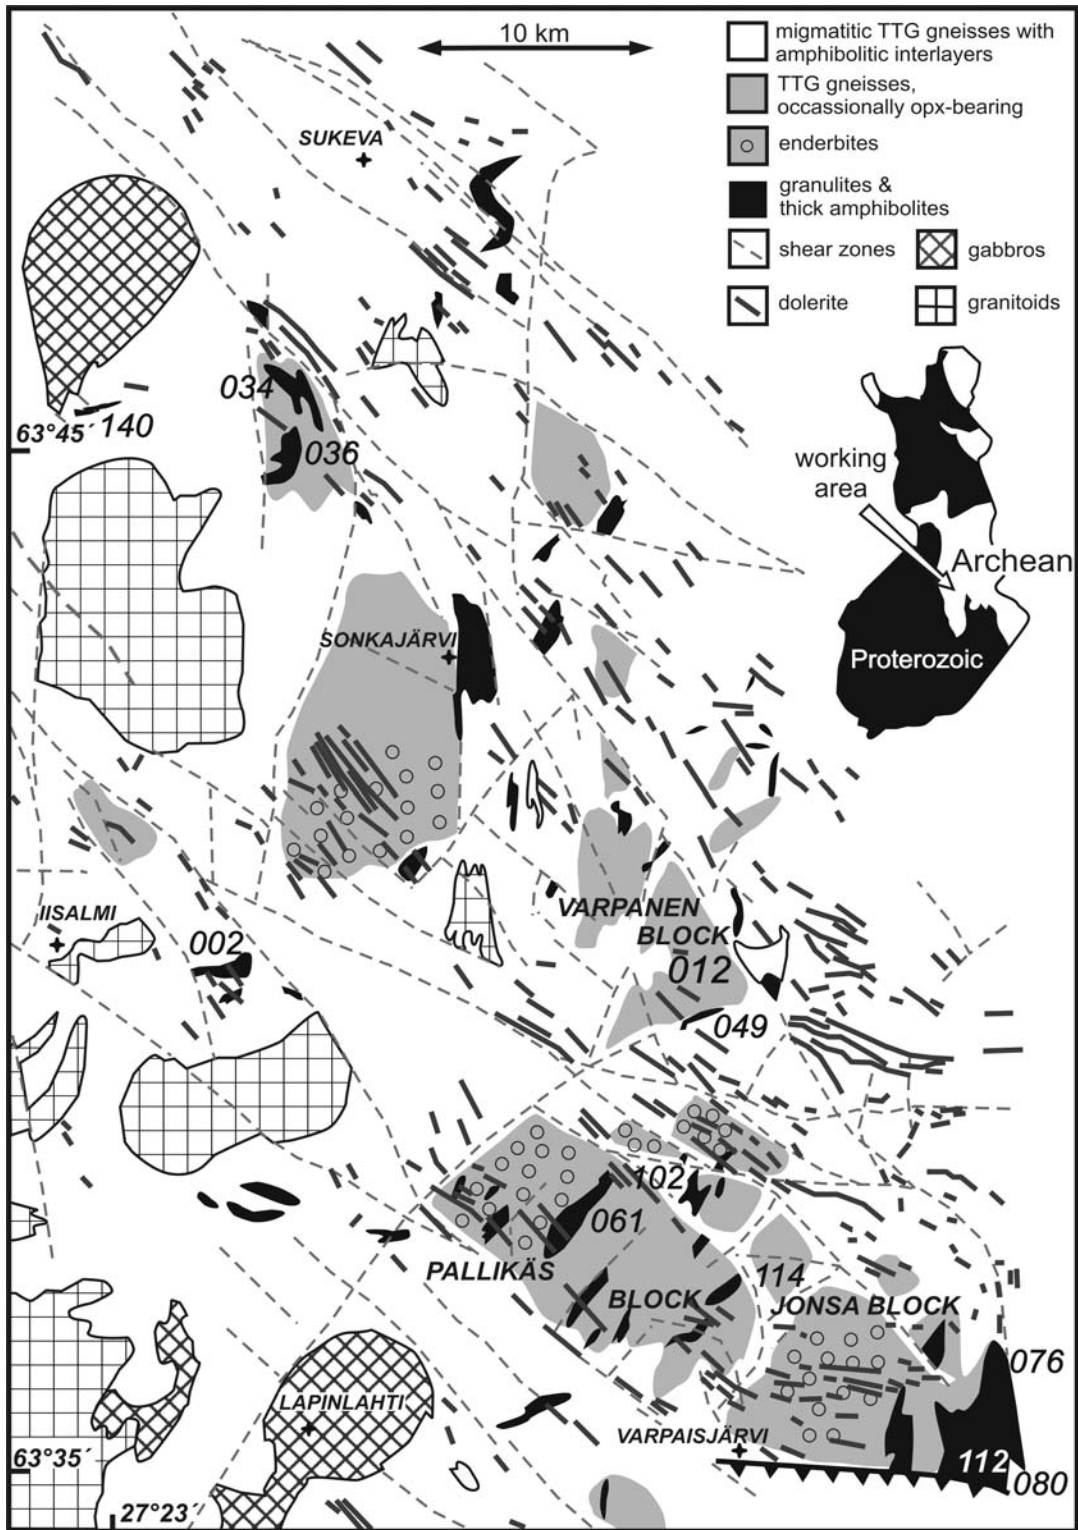 10 km
migmatitic TTG gneisses with
amphibolitic interlayers
TTG gneisses,
occassionally opx-bearing
enderbites
granulites &
thick amphibolites
shear zones
gabbros
dolerite
granitoids
SUKEVA
034
140
63°45´
036
working
area
Archean
Proterozoic
SONKAJÄRVI
IISALMI
002
VARPANEN
BLOCK
012
049
102
061
PALLIKÄS
BLOCK
114
JONSA BLOCK
076
LAPINLAHTI
VARPAISJÄRVI
63°35´
112
080
27°23´